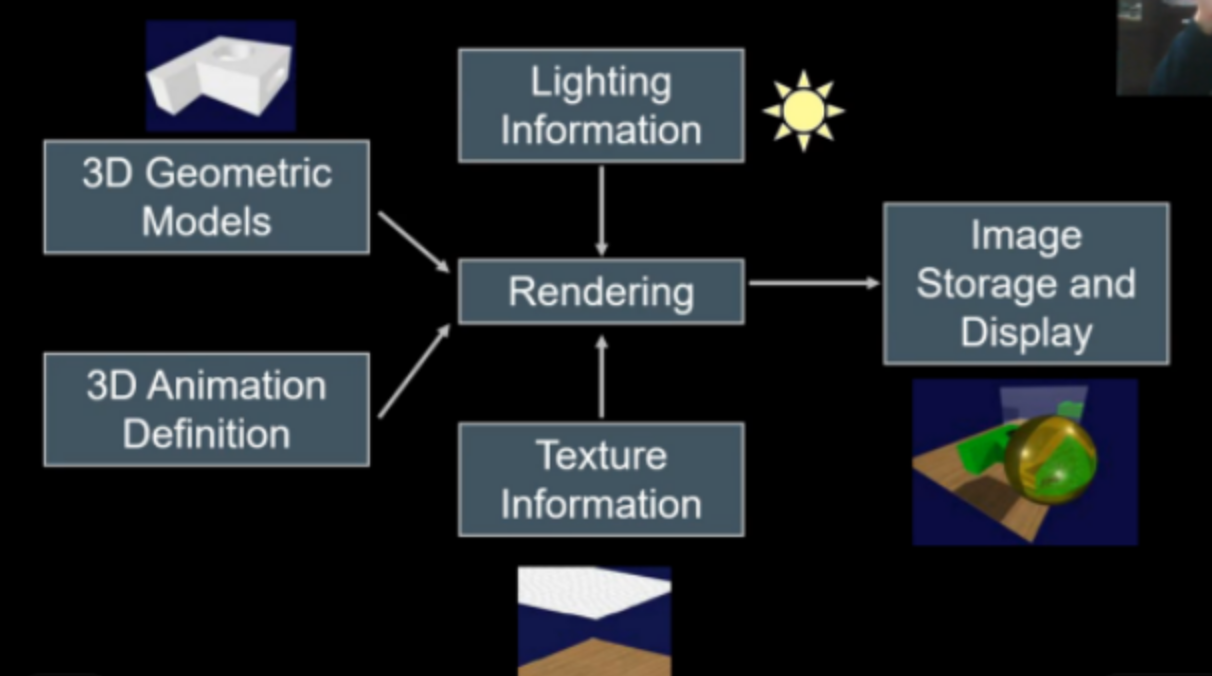 Lighting
Information
3D Geometric
Models
Image
Storage and
Display
Rendering
3D Animation
Definition
Texture
Information